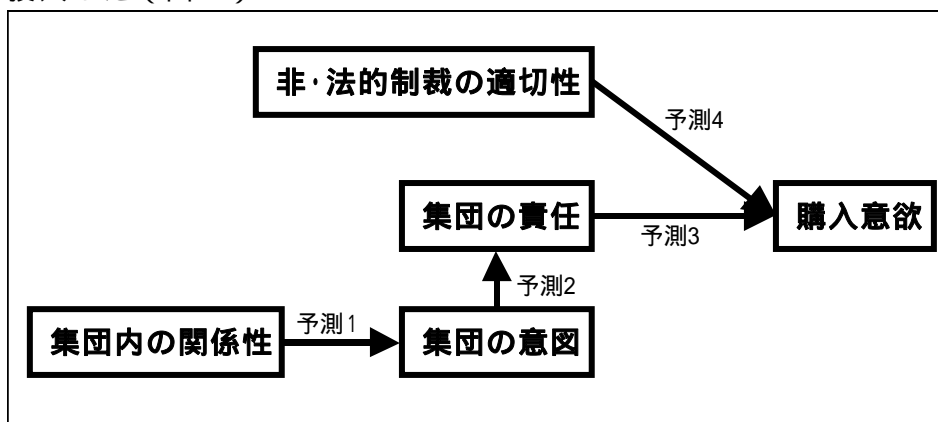 非・法的制裁の適切性
予測4
集団の責任
購入意欲
予測3
予測2
集団内の関係性
予測1
集団の意図